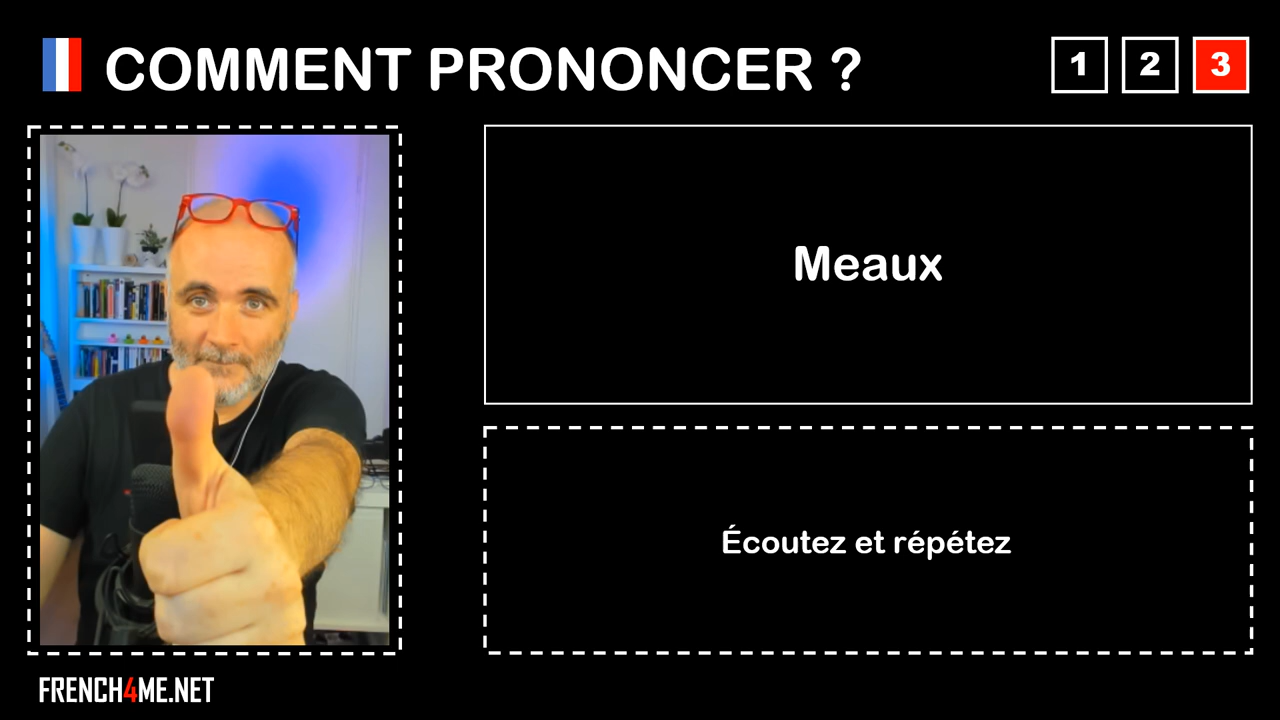 COMMENT PRONONCER ?
1 2 3
Meaux
Écoutez et répétez
FRENCH4ME.NET